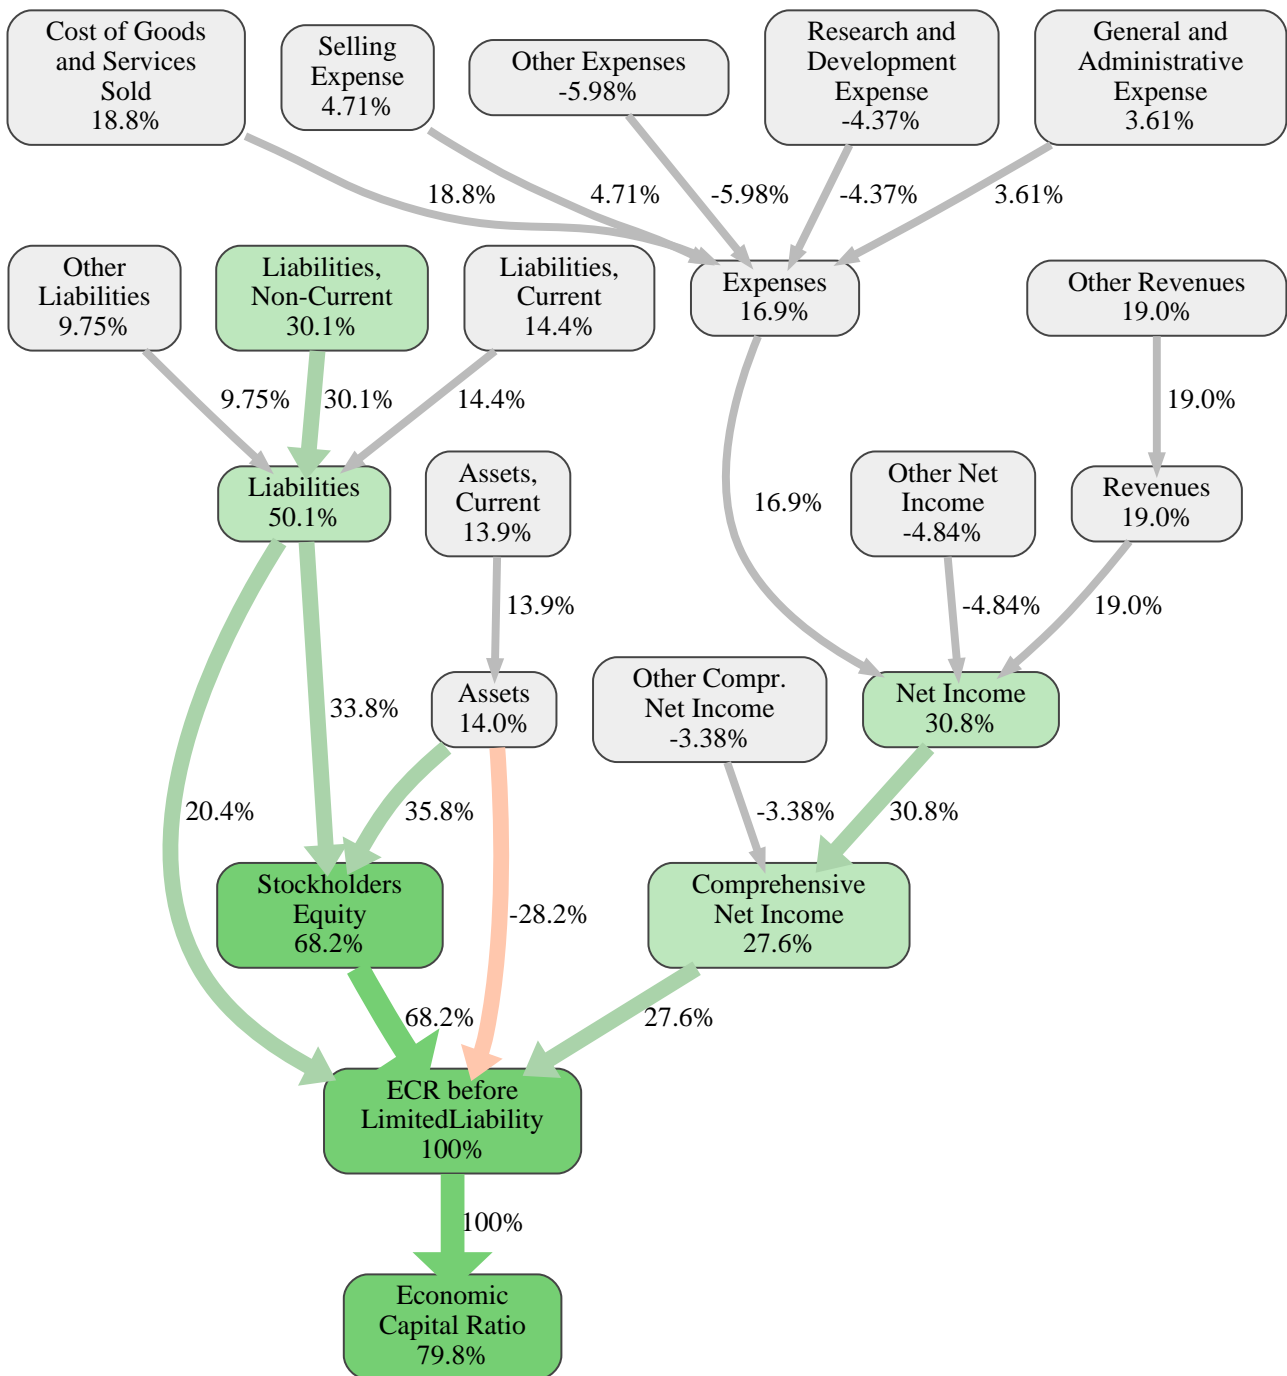 Cost of Goods
and Services
Sold
18.8%
Selling
Expense
4.71%
Other Expenses
-5.98%
Research and
Development
Expense
-4.37%
General and
Administrative
Expense
3.61%
18.8%
4.71%
-5.98%
-4.37%
3.61%
Other
Liabilities
9.75%
Liabilities,
Non-Current
30.1%
Liabilities,
Current
14.4%
Expenses
16.9%
Other Revenues
19.0%
9.75%
30.1%
14.4%
19.0%
Liabilities
50.1%
Assets,
Current
13.9%
16.9%
Other Net
Income
-4.84%
Revenues
19.0%
13.9%
-4.84%
19.0%
33.8%
Assets
14.0%
Other Compr.
Net Income
-3.38%
Net Income
30.8%
20.4%
35.8%
-3.38%
30.8%
Stockholders
Equity
68.2%
-28.2%
Comprehensive
Net Income
27.6%
68.2%
27.6%
ECR before
LimitedLiability
100%
100%
Economic
Capital Ratio
79.8%